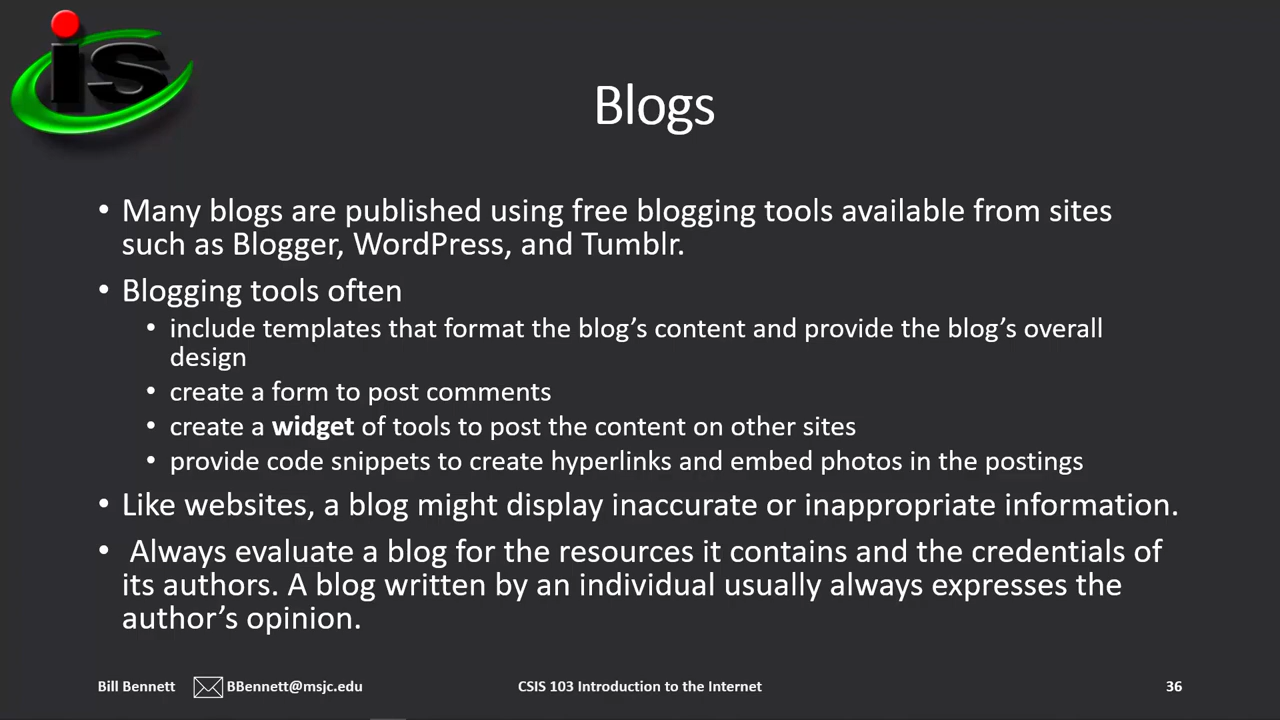 is
Blogs
• Many blogs are published using free blogging tools available from sites
such as Blogger, WordPress, and Tumblr.
• Blogging tools often
• include templates that format the blog’s content and provide the blog’s overall
design
• create a form to post comments
• create a widget of tools to post the content on other sites
• provide code snippets to create hyperlinks and embed photos in the postings
• Like websites, a blog might display inaccurate or inappropriate information.
• Always evaluate a blog for the resources it contains and the credentials of
its authors. A blog written by an individual usually always expresses the
author’s opinion.
Bill Bennett BBennett@msjc.edu CSIS 103 Introduction to the Internet 36